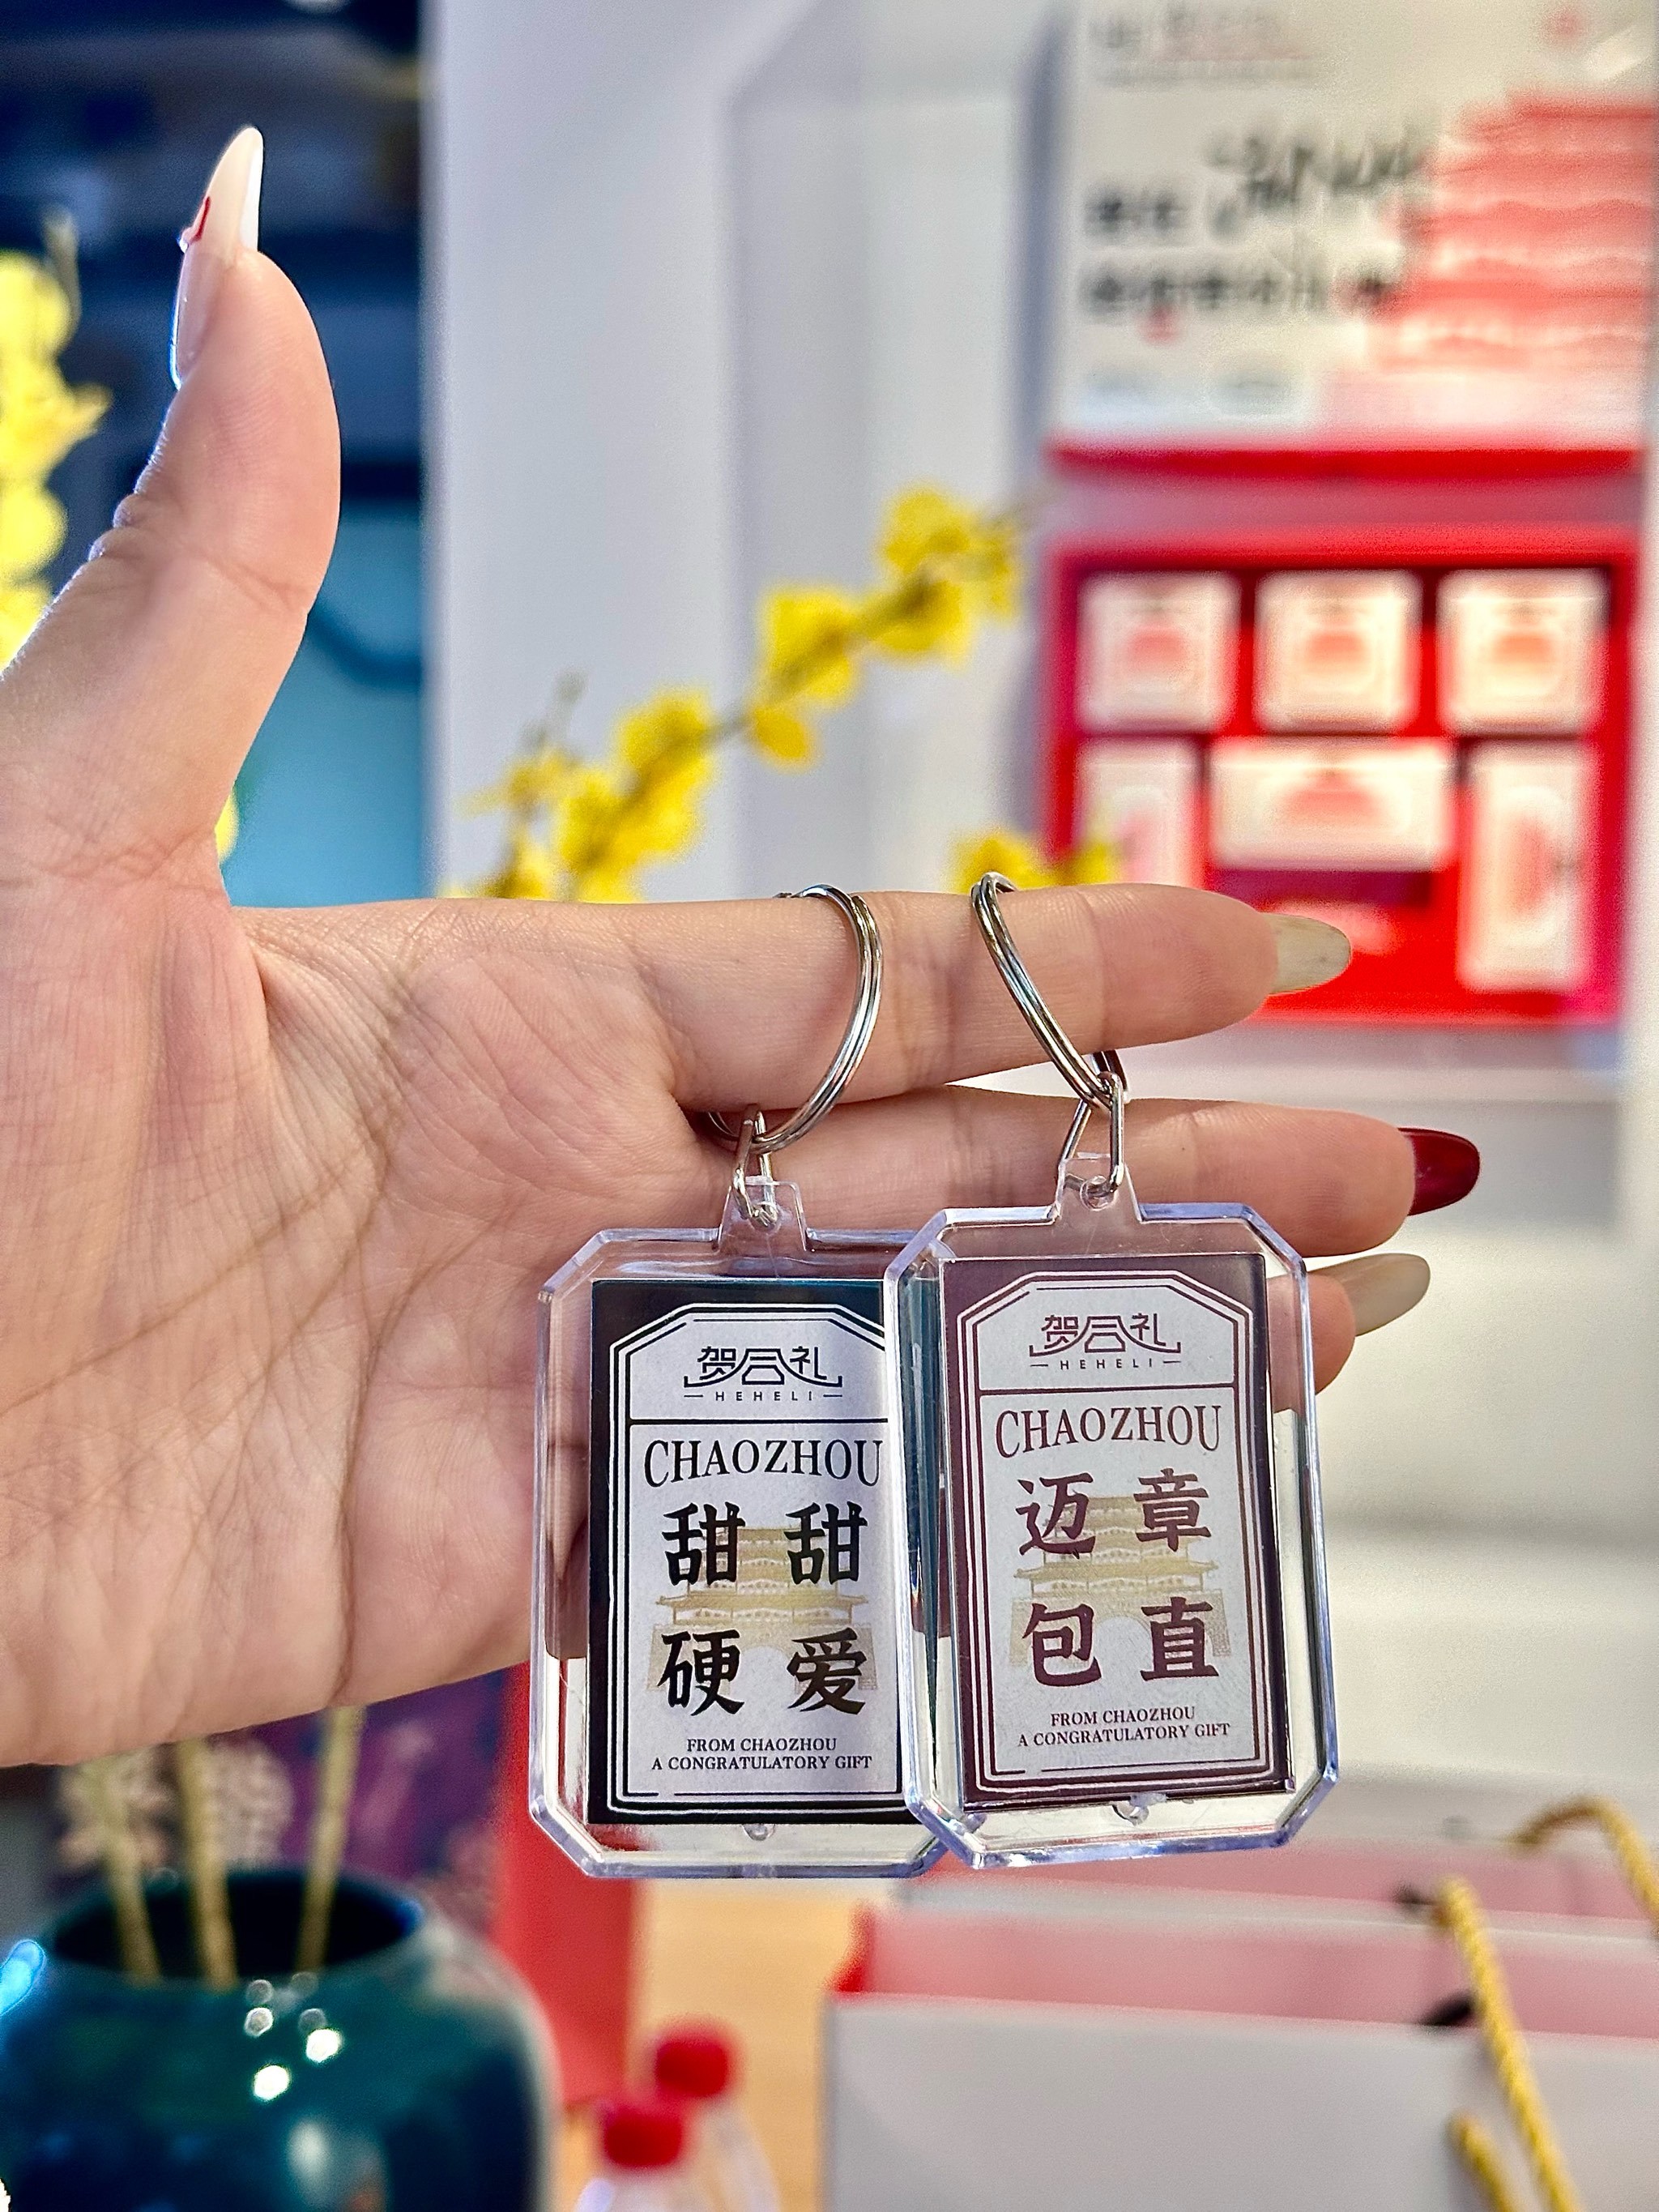 贺合礼
HEHELI
CHAOZHOU
甜甜
硬爱
FROM CHAOZHOU
A CONGRATULATORY GIFT
贺合礼
HEHELI
CHAOZHOU
迈章
包直
FROM CHAOZHOU
A CONGRATULATORY GIFT